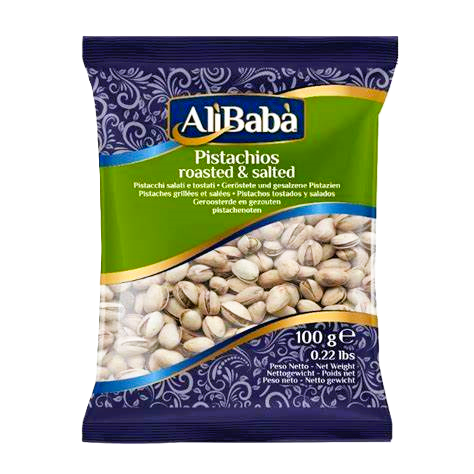 AliBabà
Pistachios
roasted & salted
Pistacchi salati e tostati • Geröstete und gesalzene Pistazien
Pistaches grillées et salées • Pistachos tostados y salados
Geroosterde en gezouten
pistachenoten
100 g ℮
0.22 lbs
Peso Netto - Net Weight
Nettogewicht - Poids net
Peso neto - Netto gewicht